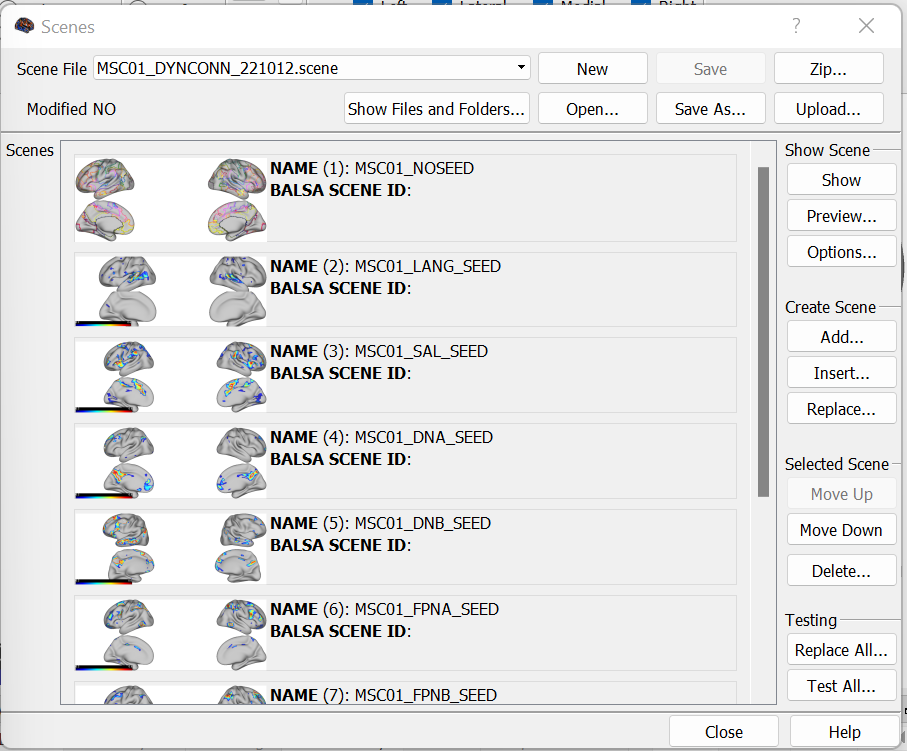 Left Lateral Medial Right
Scenes
Scene File MSC01_DYNCONN_221012.scene New Save Zip...
Modified NO Show Files and Folders... Open... Save As... Upload...
Scenes
NAME (1): MSC01_NOSEED
BALSA SCENE ID:
NAME (2): MSC01_LANG_SEED
BALSA SCENE ID:
NAME (3): MSC01_SAL_SEED
BALSA SCENE ID:
NAME (4): MSC01_DNA_SEED
BALSA SCENE ID:
NAME (5): MSC01_DNB_SEED
BALSA SCENE ID:
NAME (6): MSC01_FPNA_SEED
BALSA SCENE ID:
NAME (7): MSC01_FPNB_SEED
Show Scene
Show
Preview...
Options...
Create Scene
Add...
Insert...
Replace...
Selected Scene
Move Up
Move Down
Delete...
Testing
Replace All...
Test All...
Close Help